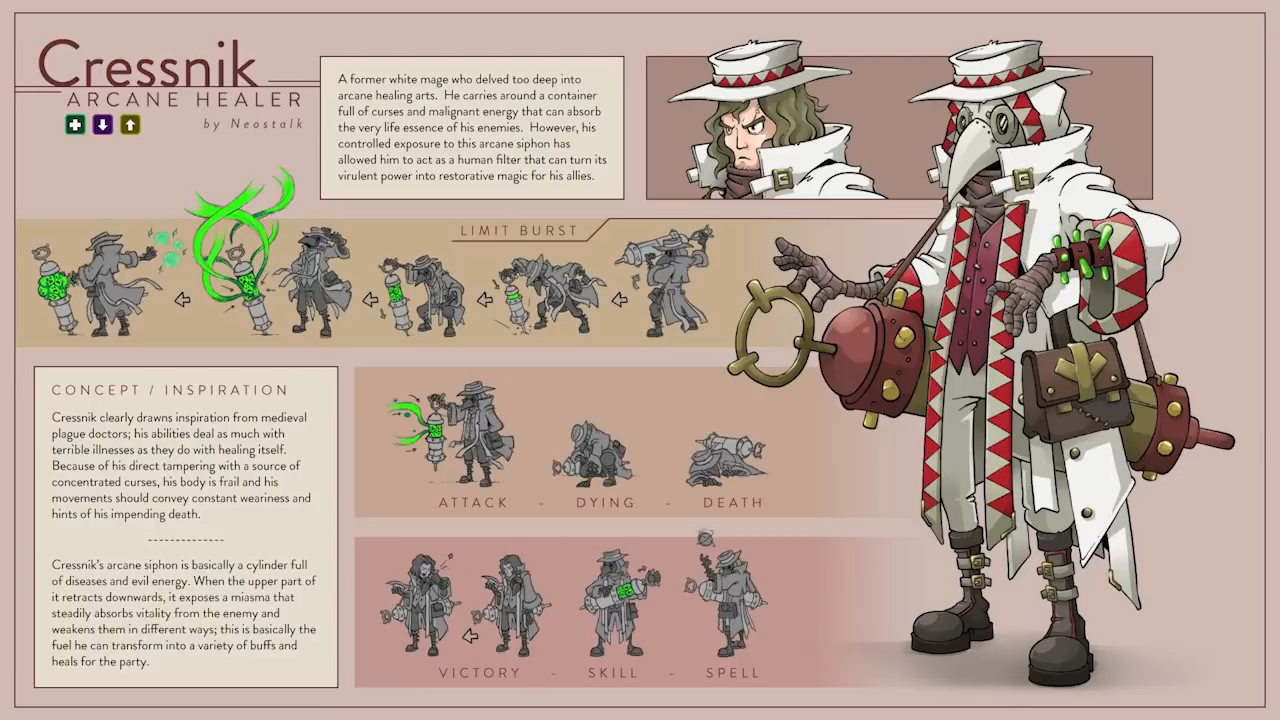 Cressnik
ARCANE HEALER
by Neostalk
A former white mage who delved too deep into
arcane healing arts. He carries around a container
full of curses and malignant energy that can absorb
the very life essence of his enemies. However, his
controlled exposure to this arcane siphon has
allowed him to act as a human filter that can turn its
virulent power into restorative magic for his allies.
LIMIT BURST
CONCEPT / INSPIRATION
Cressnik clearly drawns inspiration from medieval
plague doctors; his abilities deal as much with
terrible illnesses as they do with healing itself.
Because of his direct tampering with a source of
concentrated curses, his body is frail and his
movements should convey constant weariness and
hints of his impending death.
--------------
Cressnik's arcane siphon is basically a cylinder full
of diseases and evil energy. When the upper part of
it retracts downwards, it exposes a miasma that
steadily absorbs vitality from the enemy and
weakens them in different ways; this is basically the
fuel he can transform into a variety of buffs and
heals for the party.
ATTACK - DYING - DEATH
VICTORY - SKILL - SPELL